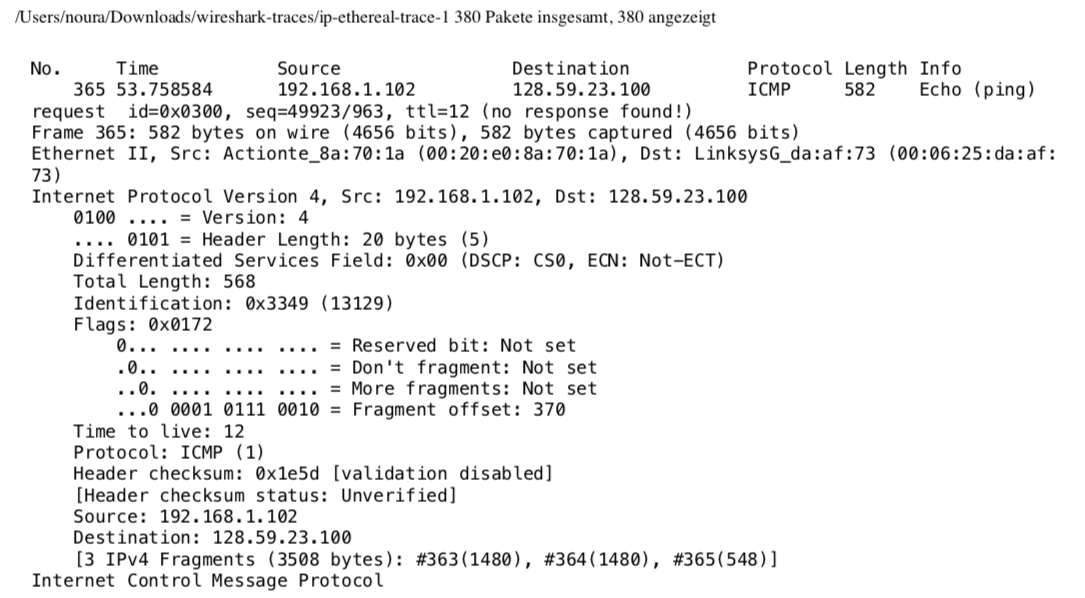 /Users/noura/Downloads/wireshark-traces/ip-ethereal-trace-1 380 Pakete insgesamt, 380 angezeigt
No. Time Source Destination Protocol Length Info
365 53.758584 192.168.1.102 128.59.23.100 ICMP 582 Echo (ping)
request id=0x0300, seq=49923/963, ttl=12 (no response found!)
Frame 365: 582 bytes on wire (4656 bits), 582 bytes captured (4656 bits)
Ethernet II, Src: Actionte_8a:70:1a (00:20:e0:8a:70:1a), Dst: LinksysG_da:af:73 (00:06:25:da:af:
73)
Internet Protocol Version 4, Src: 192.168.1.102, Dst: 128.59.23.100
0100 .... = Version: 4
.... 0101 = Header Length: 20 bytes (5)
Differentiated Services Field: 0x00 (DSCP: CS0, ECN: Not-ECT)
Total Length: 568
Identification: 0x3349 (13129)
Flags: 0x0172
0... .... .... .... = Reserved bit: Not set
.0.. .... .... .... = Don't fragment: Not set
..0. .... .... .... = More fragments: Not set
...0 0001 0111 0010 = Fragment offset: 370
Time to live: 12
Protocol: ICMP (1)
Header checksum: 0x1e5d [validation disabled]
[Header checksum status: Unverified]
Source: 192.168.1.102
Destination: 128.59.23.100
[3 IPv4 Fragments (3508 bytes): #363(1480), #364(1480), #365(548)]
Internet Control Message Protocol